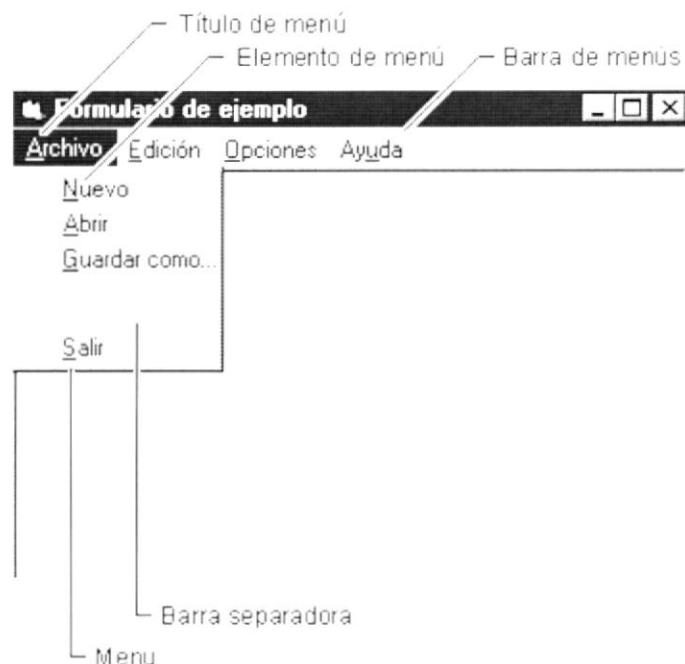 Título de menú
Elemento de menú
Barra de menús
Formulario de ejemplo
Archivo Edición Opciones Ayuda
Nuevo
Abrir
Guardar como...
Salir
Barra separadora
Menu